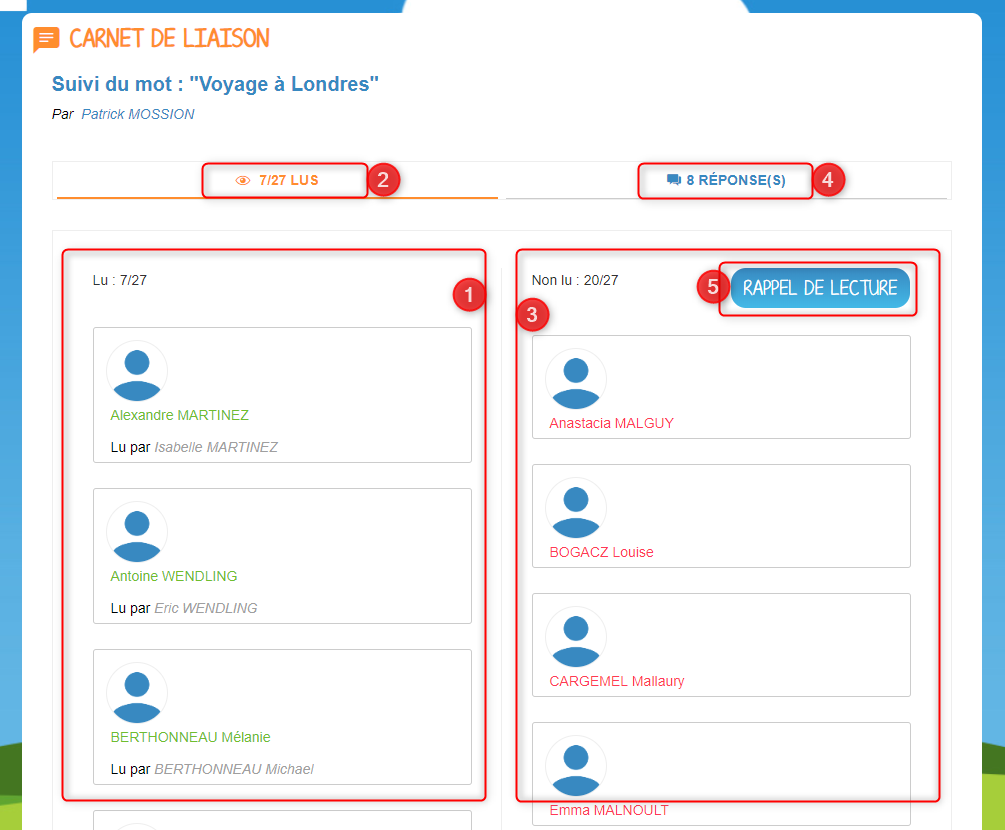 CARNET DE LIAISON
Suivi du mot : "Voyage à Londres"
Par Patrick MOSSION
7/27 LUS
2
8 RÉPONSE(S)
4
Lu : 7/27
1
Alexandre MARTINEZ
Lu par Isabelle MARTINEZ
Antoine WENDLING
Lu par Eric WENDLING
BERTHONNEAU Mélanie
Lu par BERTHONNEAU Michael
Non lu : 20/27
5
RAPPEL DE LECTURE
3
Anastacia MALGUY
BOGACZ Louise
CARGEMEL Mallaury
Emma MALNOULT